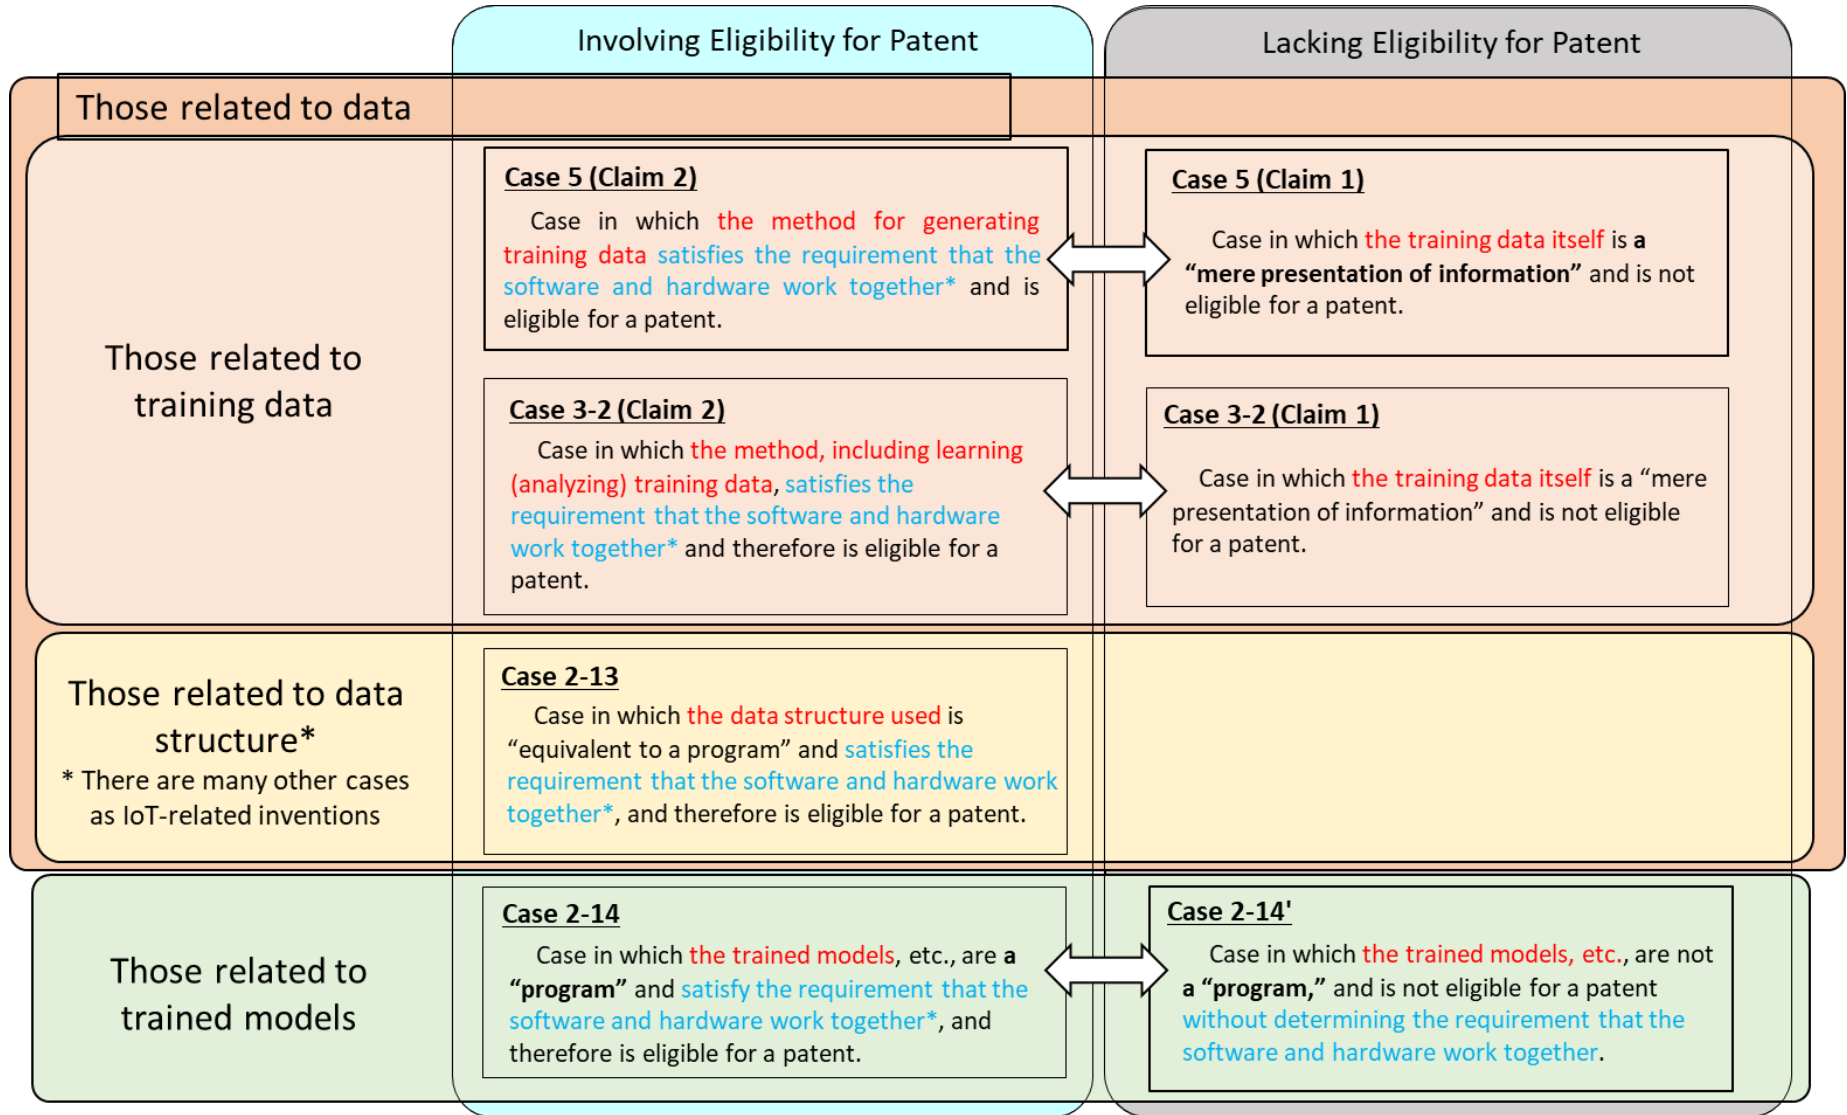 Involving Eligibility for Patent
Lacking Eligibility for Patent
Those related to data
Those related to
training data
Case 5 (Claim 2)
Case in which the method for generating
training data satisfies the requirement that the
software and hardware work together* and is
eligible for a patent.
Case 5 (Claim 1)
Case in which the training data itself is a
“mere presentation of information” and is not
eligible for a patent.
Case 3-2 (Claim 2)
Case in which the method, including learning
(analyzing) training data, satisfies the
requirement that the software and hardware
work together* and therefore is eligible for a
patent.
Case 3-2 (Claim 1)
Case in which the training data itself is a “mere
presentation of information” and is not eligible
for a patent.
Those related to data
structure*
* There are many other cases
as IoT-related inventions
Case 2-13
Case in which the data structure used is
“equivalent to a program” and satisfies the
requirement that the software and hardware work
together*, and therefore is eligible for a patent.
Those related to
trained models
Case 2-14
Case in which the trained models, etc., are a
“program” and satisfy the requirement that the
software and hardware work together*, and
therefore is eligible for a patent.
Case 2-14'
Case in which the trained models, etc., are not
a “program,” and is not eligible for a patent
without determining the requirement that the
software and hardware work together.